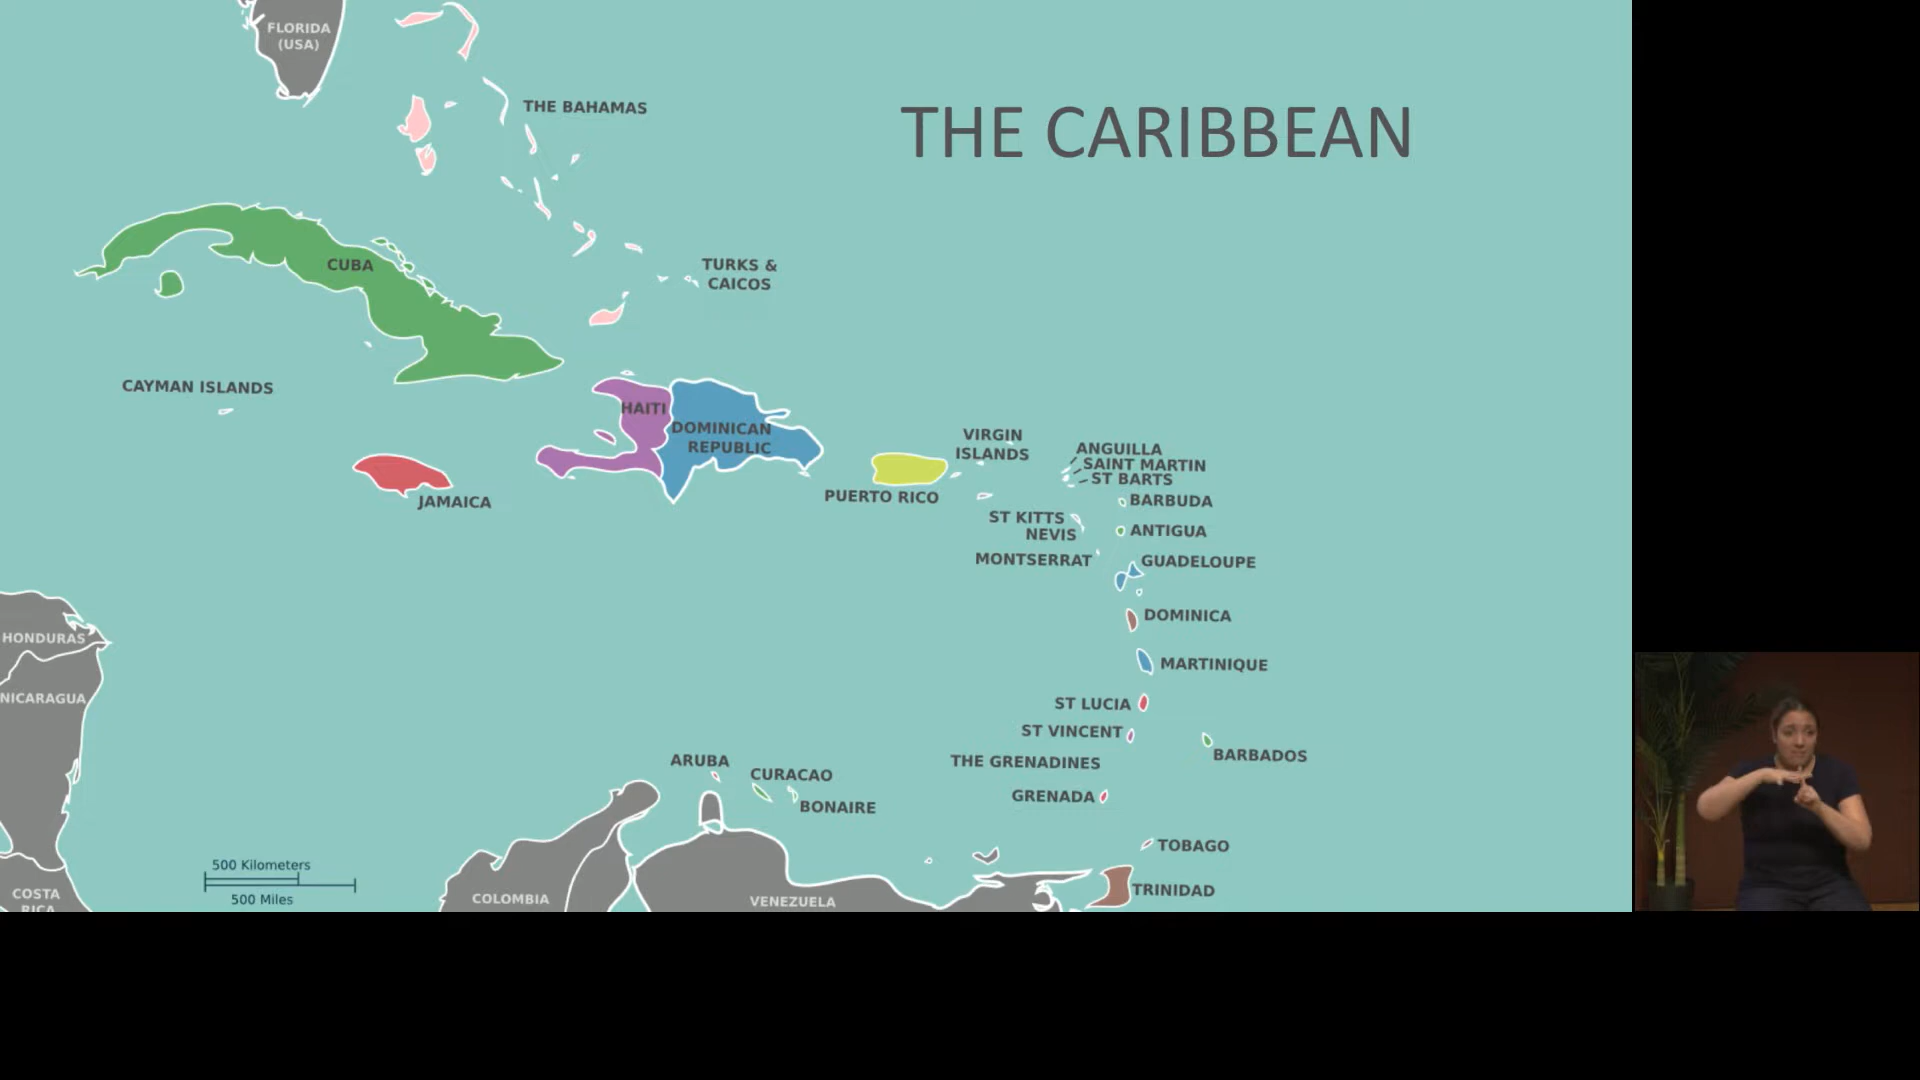 FLORIDA
(USA)
THE BAHAMAS
THE CARIBBEAN
CUBA
TURKS &
CAICOS
CAYMAN ISLANDS
HAITI
DOMINICAN
REPUBLIC
JAMAICA
PUERTO RICO
VIRGIN
ISLANDS
ANGUILLA
SAINT MARTIN
ST BARTS
BARBUDA
ST KITTS
NEVIS
ANTIGUA
MONTSERRAT
GUADELOUPE
DOMINICA
HONDURAS
MARTINIQUE
NICARAGUA
ST LUCIA
ST VINCENT
BARBADOS
THE GRENADINES
ARUBA
CURACAO
BONAIRE
GRENADA
TOBAGO
500 Kilometers
500 Miles
COSTA
RICA
COLOMBIA
VENEZUELA
TRINIDAD